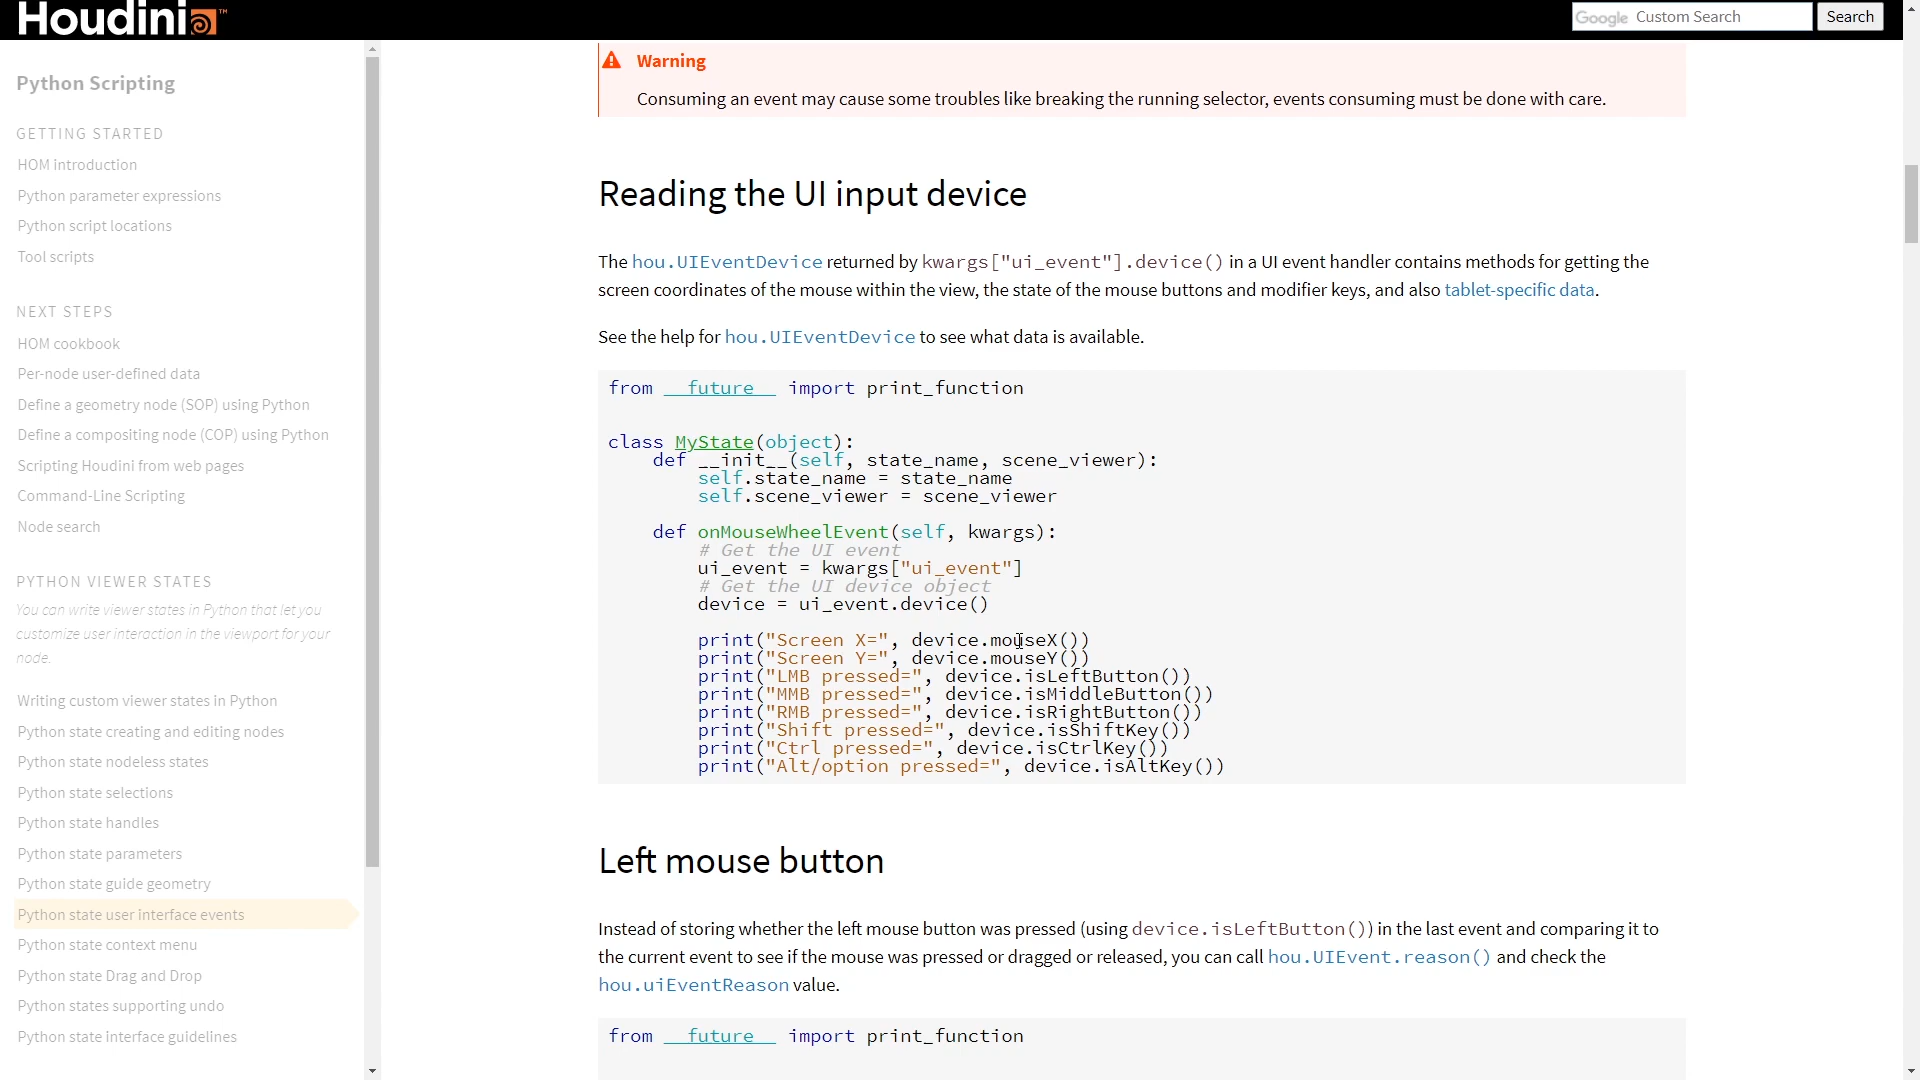 Houdini™
Google Custom Search
Search
Python Scripting
GETTING STARTED
HOM introduction
Python parameter expressions
Python script locations
Tool scripts
NEXT STEPS
HOM cookbook
Per-node user-defined data
Define a geometry node (SOP) using Python
Define a compositing node (COP) using Python
Scripting Houdini from web pages
Command-Line Scripting
Node search
PYTHON VIEWER STATES
You can write viewer states in Python that let you
customize user interaction in the viewport for your
node.
Writing custom viewer states in Python
Python state creating and editing nodes
Python state nodeless states
Python state selections
Python state handles
Python state parameters
Python state guide geometry
Python state user interface events
Python state context menu
Python state Drag and Drop
Python states supporting undo
Python state interface guidelines
Warning
Consuming an event may cause some troubles like breaking the running selector, events consuming must be done with care.
Reading the UI input device
The hou.UIEventDevice returned by kwargs["ui_event"].device() in a UI event handler contains methods for getting the
screen coordinates of the mouse within the view, the state of the mouse buttons and modifier keys, and also tablet-specific data.
See the help for hou.UIEventDevice to see what data is available.
from __future__ import print_function
class MyState(object):
def __init__(self, state_name, scene_viewer):
self.state_name = state_name
self.scene_viewer = scene_viewer
def onMouseWheelEvent(self, kwargs):
# Get the UI event
ui_event = kwargs["ui_event"]
# Get the UI device object
device = ui_event.device()
print("Screen X=", device.mouseX())
print("Screen Y=", device.mouseY())
print("LMB pressed=", device.isLeftButton())
print("MMB pressed=", device.isMiddleButton())
print("RMB pressed=", device.isRightButton())
print("Shift pressed=", device.isShiftKey())
print("Ctrl pressed=", device.isCtrlKey())
print("Alt/option pressed=", device.isAltKey())
Left mouse button
Instead of storing whether the left mouse button was pressed (using device.isLeftButton()) in the last event and comparing it to
the current event to see if the mouse was pressed or dragged or released, you can call hou.UIEvent.reason() and check the
hou.uiEventReason value.
from __future__ import print_function